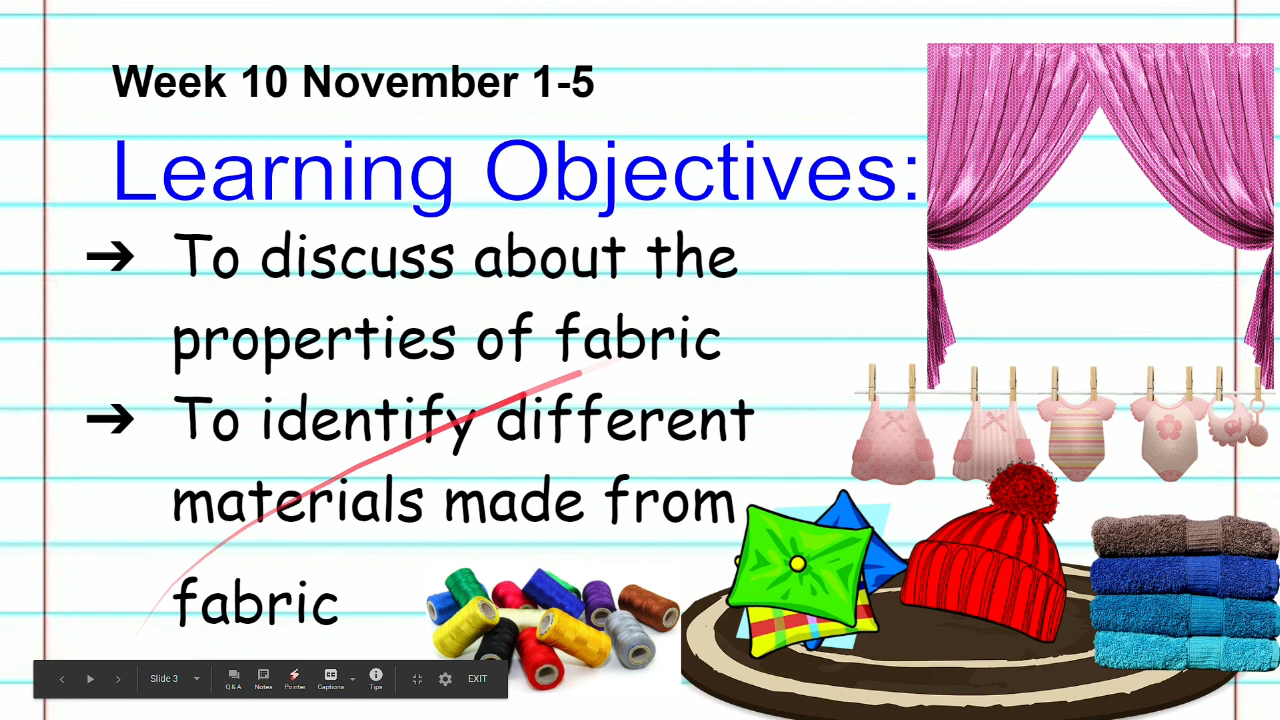 Week 10 November 1-5
Learning Objectives:
➔ To discuss about the
properties of fabric
➔ To identify different
materials made from
fabric
Slide 3
Q&A
Notes
Pointer
Captions
Tips
EXIT